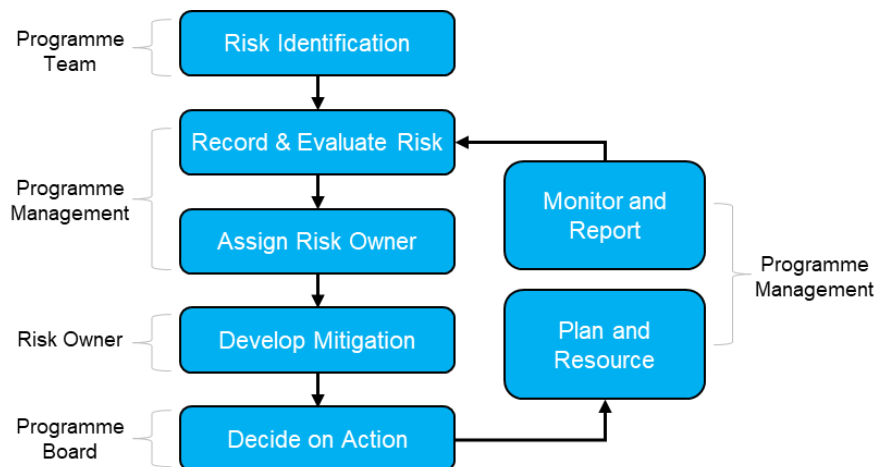 Programme
Team
Risk Identification
Record & Evaluate Risk
Programme
Management
Assign Risk Owner
Monitor and
Report
Programme
Management
Risk Owner
Develop Mitigation
Plan and
Resource
Programme
Board
Decide on Action